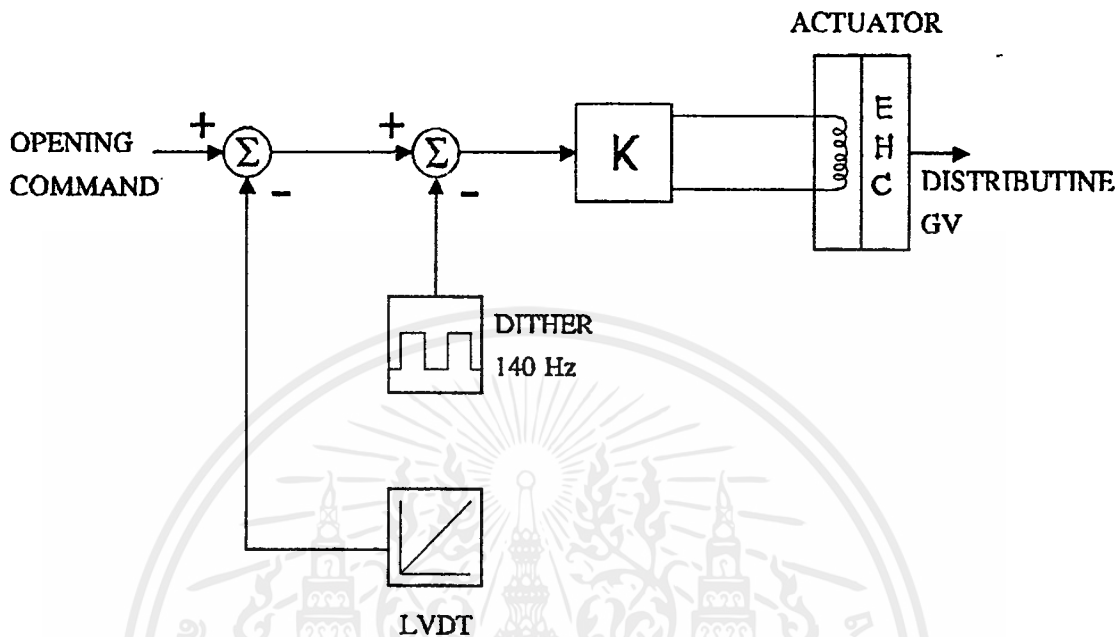 ACTUATOR
OPENING
COMMAND
+
Σ
-
+
Σ
-
K
E
H
C
DISTRIBUTINE
GV
DITHER
140 Hz
LVDT